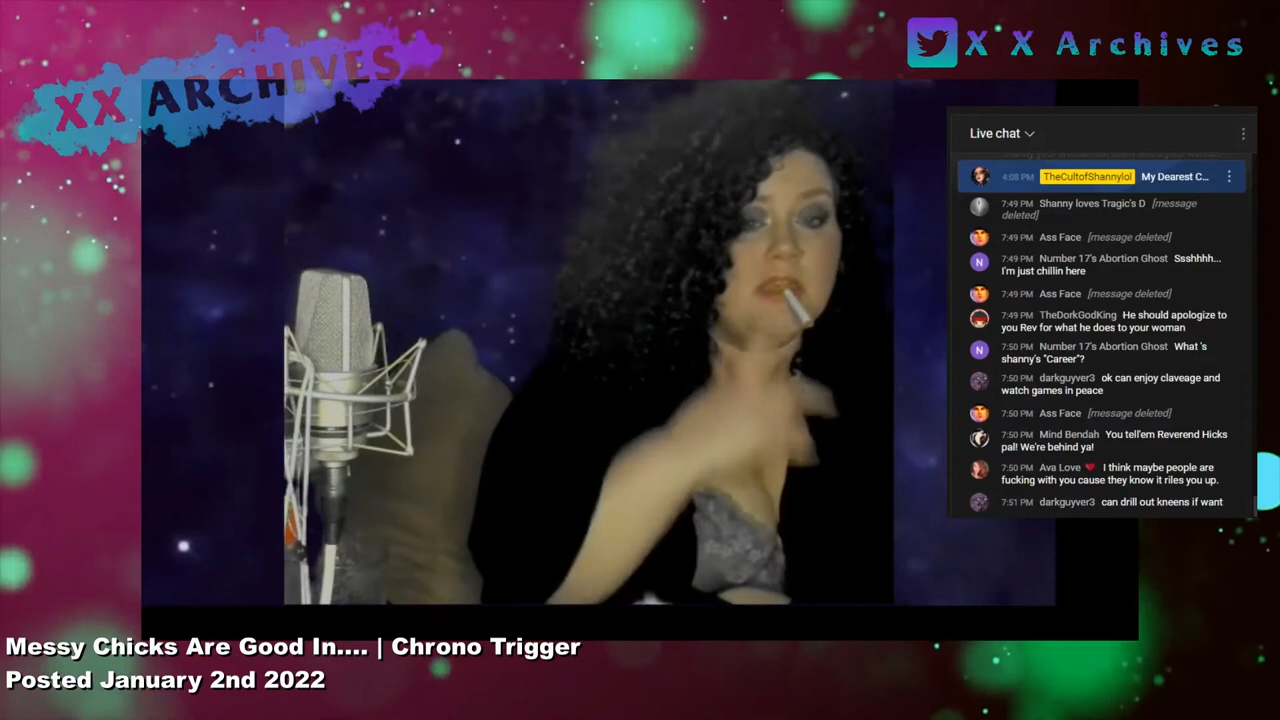 XX ARCHIVES
X X Archives
Live chat
4:08 PM TheCultofShannylol My Dearest C...
7:49 PM Shanny loves Tragic's D [message
deleted]
7:49 PM Ass Face [message deleted]
7:49 PM Number 17's Abortion Ghost Ssshhhh...
I'm just chillin here
7:49 PM Ass Face [message deleted]
7:49 PM TheDorkGodKing He should apologize to
you Rev for what he does to your woman
7:50 PM Number 17's Abortion Ghost What 's
shanny's "Career"?
7:50 PM darkguyver3 ok can enjoy claveage and
watch games in peace
7:50 PM Ass Face [message deleted]
7:50 PM Mind Bendah You tell'em Reverend Hicks
pal! We're behind ya!
7:50 PM Ava Love ❤ I think maybe people are
fucking with you cause they know it riles you up.
7:51 PM darkguyver3 can drill out kneens if want
N
N
Messy Chicks Are Good In.... | Chrono Trigger
Posted January 2nd 2022